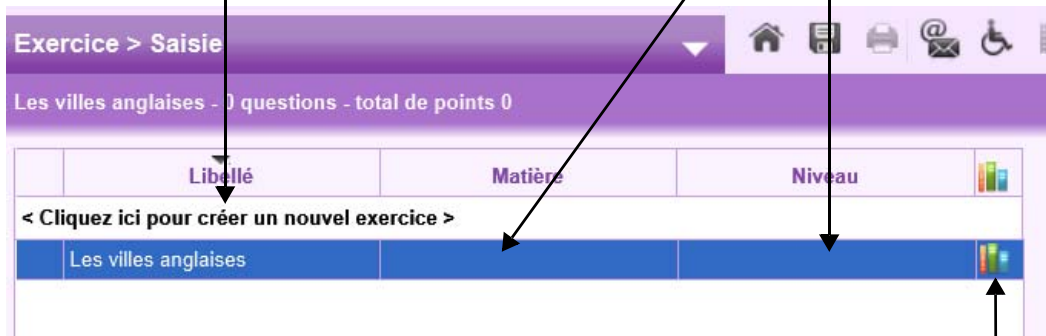 Exercice > Saisie
@
Les villes anglaises - 0 questions - total de points 0
Libellé Matière Niveau
< Cliquez ici pour créer un nouvel exercice >
Les villes anglaises